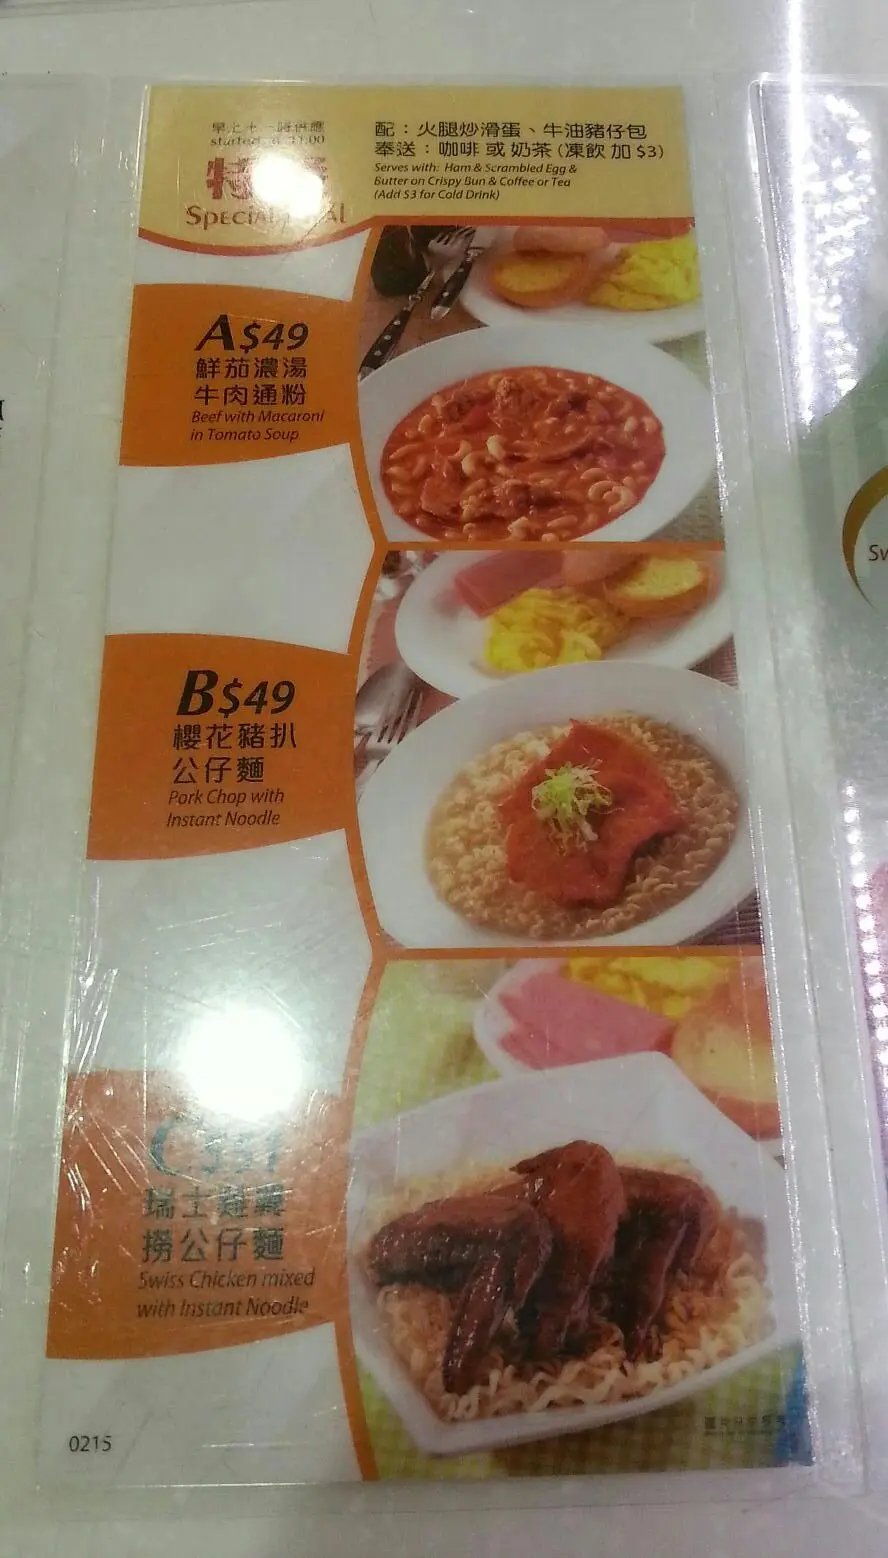 早上十一時供應
started at 11:00
特
SPECIAL
配：火腿炒滑蛋、牛油豬仔包
奉送：咖啡或奶茶(凍飲加$3)
Serves with: Ham & Scrambled Egg &
Butter on Crispy Bun & Coffee or Tea
(Add $3 for Cold Drink)
A$49
鮮茄濃湯
牛肉通粉
Beef with Macaroni
in Tomato Soup
B$49
櫻花豬扒
公仔麵
Pork Chop with
Instant Noodle
C$
瑞士雞翼
撈公仔麵
Swiss Chicken mixed
with Instant Noodle
0215
Sw